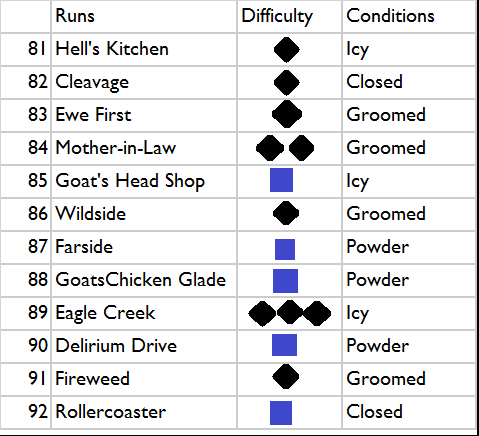 Runs Difficulty Conditions
81 Hell's Kitchen Icy
82 Cleavage Closed
83 Ewe First Groomed
84 Mother-in-Law Groomed
85 Goat's Head Shop Icy
86 Wildside Groomed
87 Farside Powder
88 GoatsChicken Glade Powder
89 Eagle Creek Icy
90 Delirium Drive Powder
91 Fireweed Groomed
92 Rollercoaster Closed